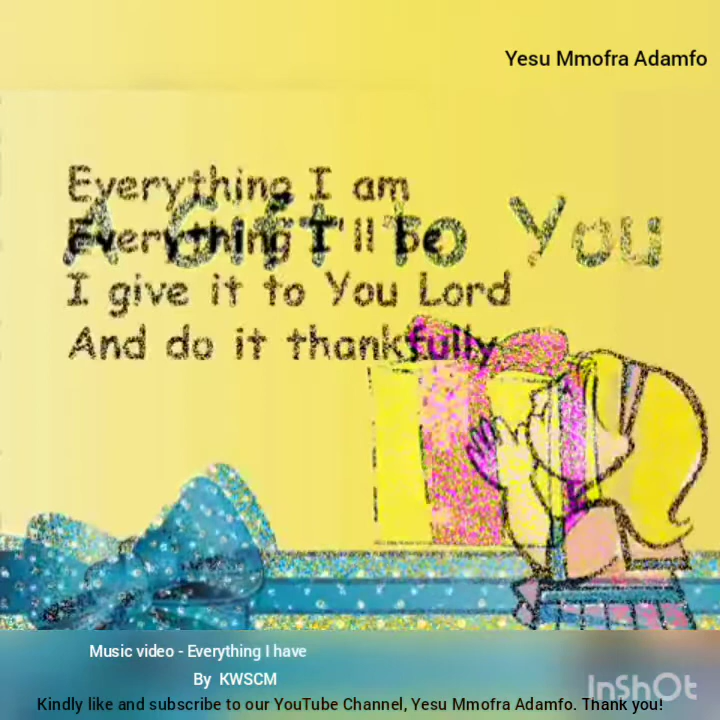 Yesu Mmofra Adamfo
Everything I am
A Gift to You
Everything I'll be
I give it to You Lord
And do it thankfully
Music video - Everything I have
By KWSCM
InShOt
Kindly like and subscribe to our YouTube Channel, Yesu Mmofra Adamfo. Thank you!